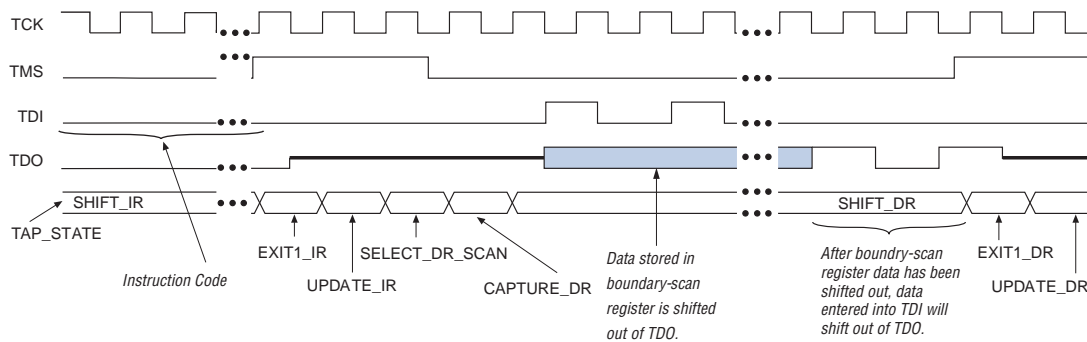 TCK
TMS
TDI
TDO
SHIFT_IR
SHIFT_DR
TAP_STATE
EXIT1_IR
SELECT_DR_SCAN
EXIT1_DR
Instruction Code
UPDATE_IR
CAPTURE_DR
UPDATE_DR
Data stored in
boundary-scan
register is shifted
out of TDO.
After boundry-scan
register data has been
shifted out, data
entered into TDI will
shift out of TDO.